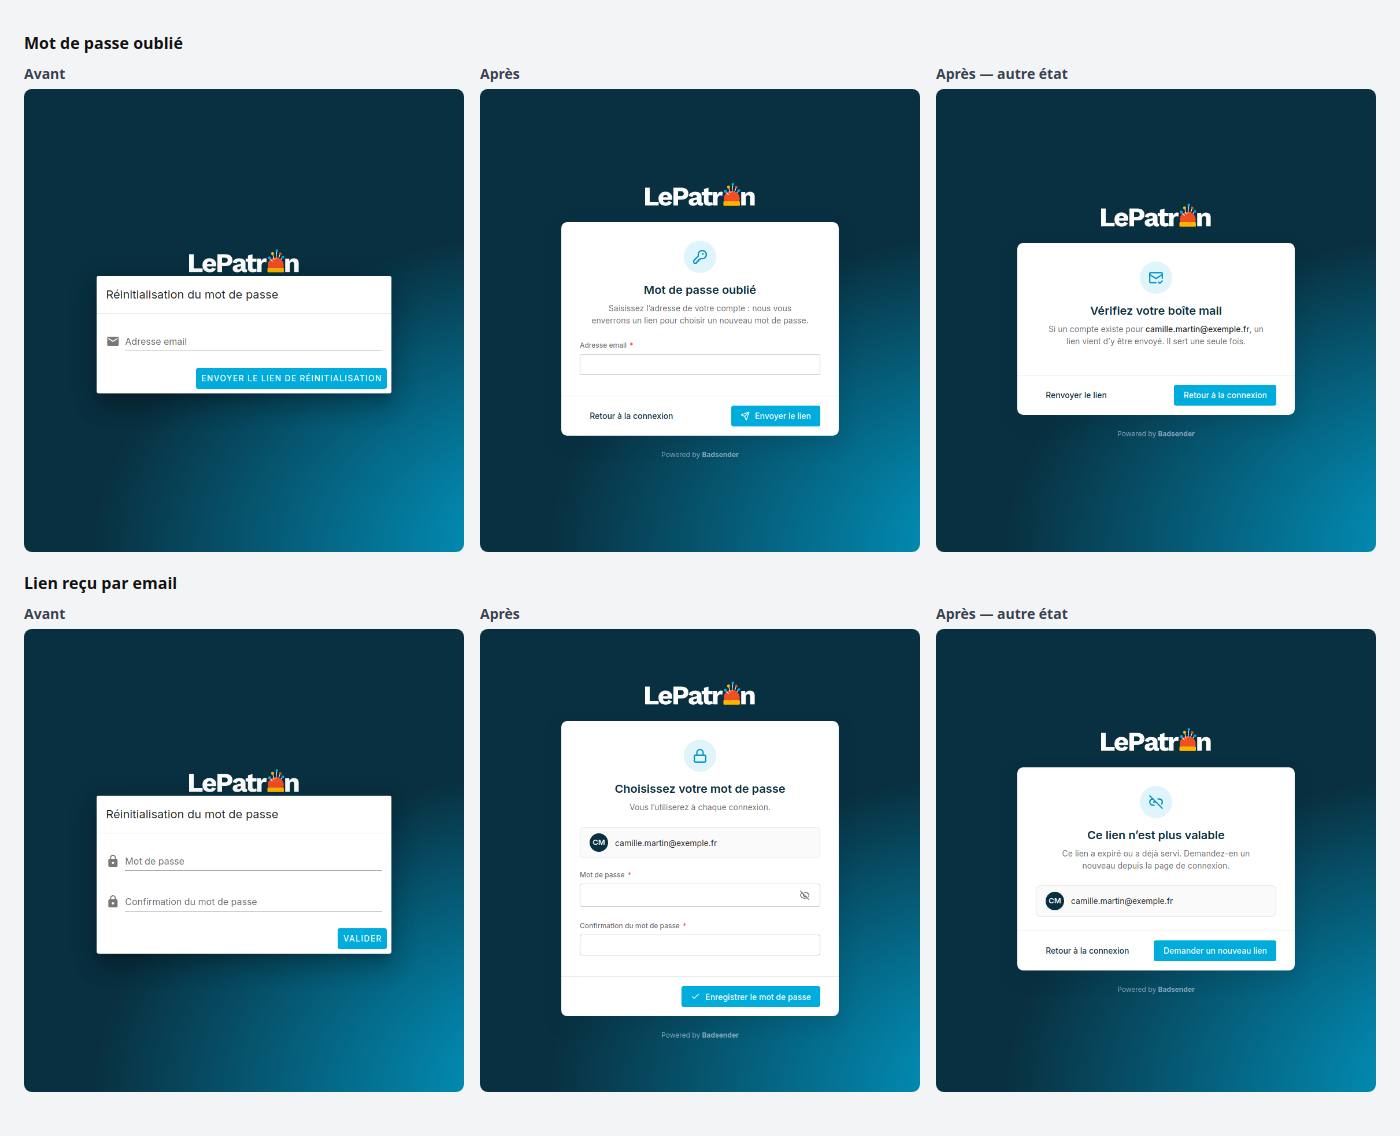 Mot de passe oublié
Avant
LePatron
Réinitialisation du mot de passe
Adresse email
ENVOYER LE LIEN DE RÉINITIALISATION
Après
LePatron
Mot de passe oublié
Saisissez l'adresse de votre compte : nous vous
enverrons un lien pour choisir un nouveau mot de passe.
Adresse email *
Retour à la connexion
Envoyer le lien
Powered by Badsender
Après — autre état
LePatron
Vérifiez votre boîte mail
Si un compte existe pour camille.martin@exemple.fr, un
lien vient d'y être envoyé. Il sert une seule fois.
Renvoyer le lien
Retour à la connexion
Powered by Badsender
Lien reçu par email
Avant
LePatron
Réinitialisation du mot de passe
Mot de passe
Confirmation du mot de passe
VALIDER
Après
LePatron
Choisissez votre mot de passe
Vous l'utiliserez à chaque connexion.
CM camille.martin@exemple.fr
Mot de passe *
Confirmation du mot de passe *
Enregistrer le mot de passe
Powered by Badsender
Après — autre état
LePatron
Ce lien n'est plus valable
Ce lien a expiré ou a déjà servi. Demandez-en un
nouveau depuis la page de connexion.
CM camille.martin@exemple.fr
Retour à la connexion
Demander un nouveau lien
Powered by Badsender